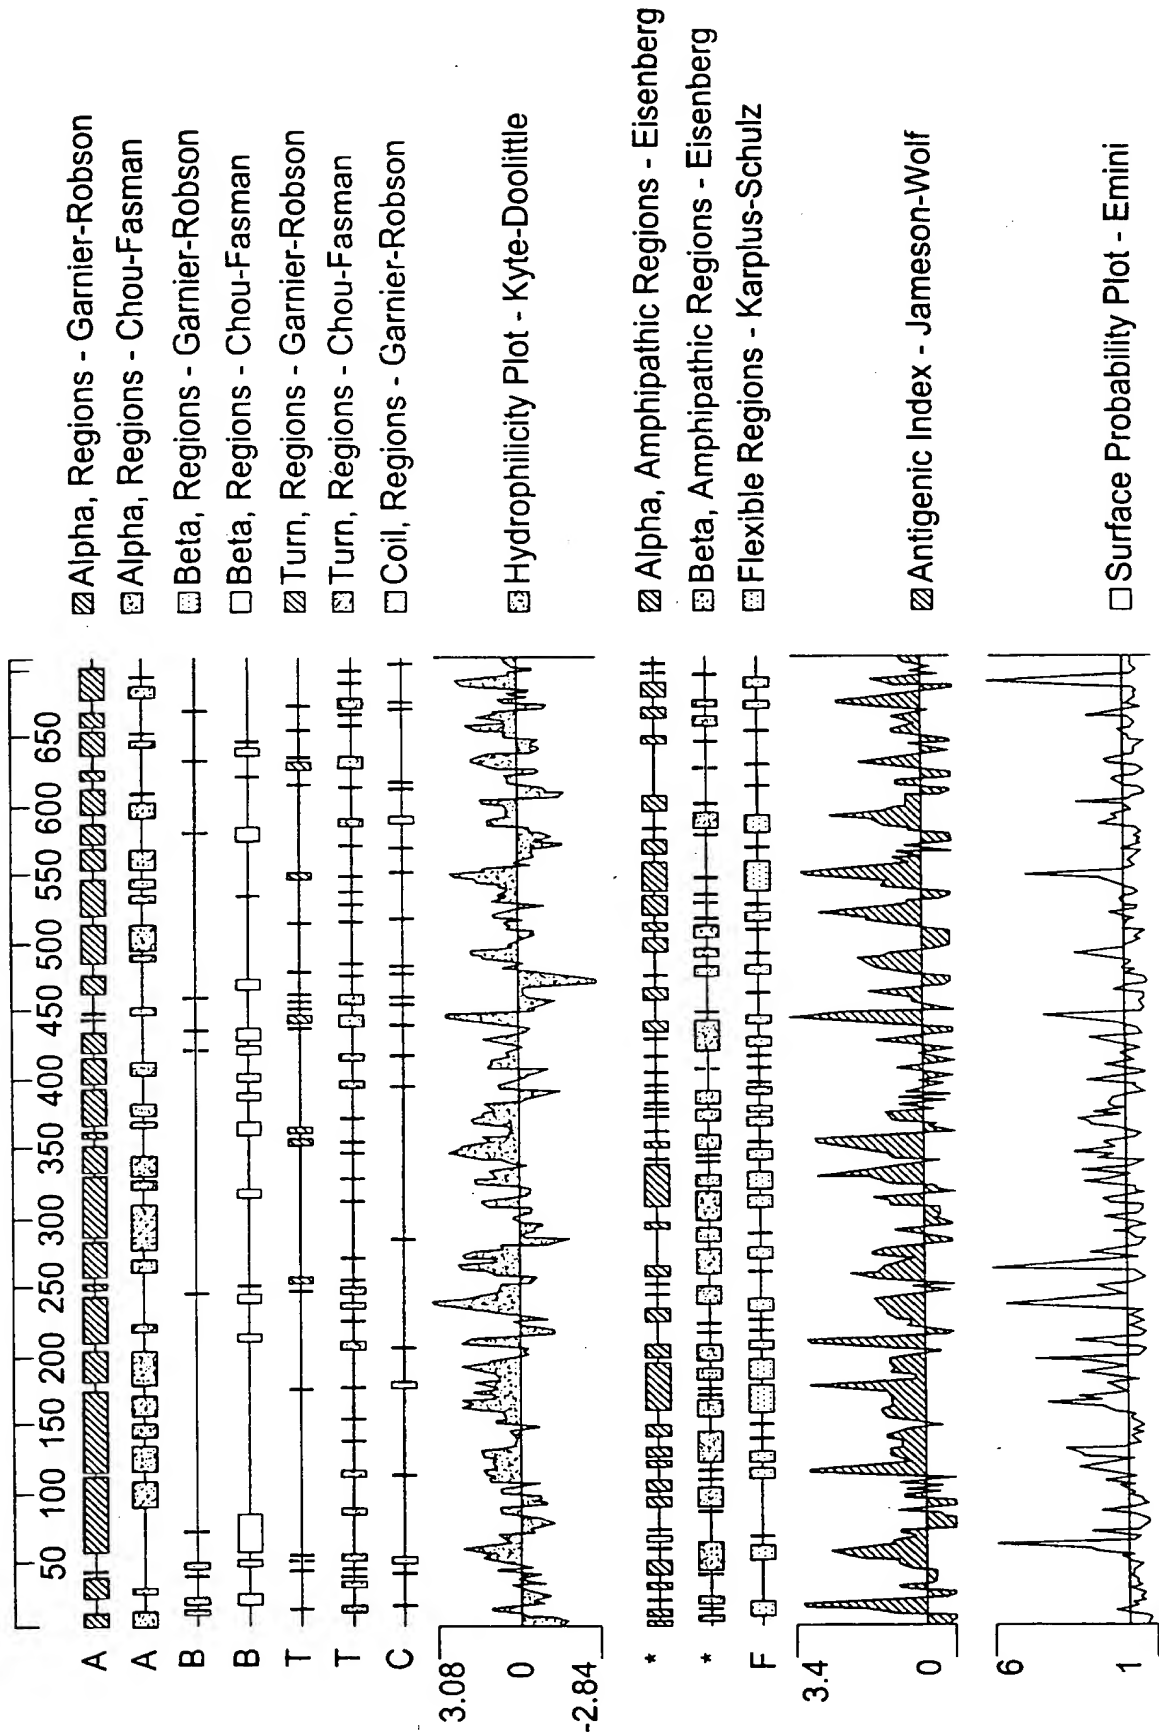 50 100 150 200 250 300 350 400 450 500 550 600 650
A Alpha, Regions - Garnier-Robson
A Alpha, Regions - Chou-Fasman
B Beta, Regions - Garnier-Robson
B Beta, Regions - Chou-Fasman
T Turn, Regions - Garnier-Robson
T Turn, Regions - Chou-Fasman
C Coil, Regions - Garnier-Robson
3.08
0 Hydrophilicity Plot - Kyte-Doolittle
-2.84
* Alpha, Amphipathic Regions - Eisenberg
* Beta, Amphipathic Regions - Eisenberg
F Flexible Regions - Karplus-Schulz
3.4
Antigenic Index - Jameson-Wolf
0
6
Surface Probability Plot - Emini
1